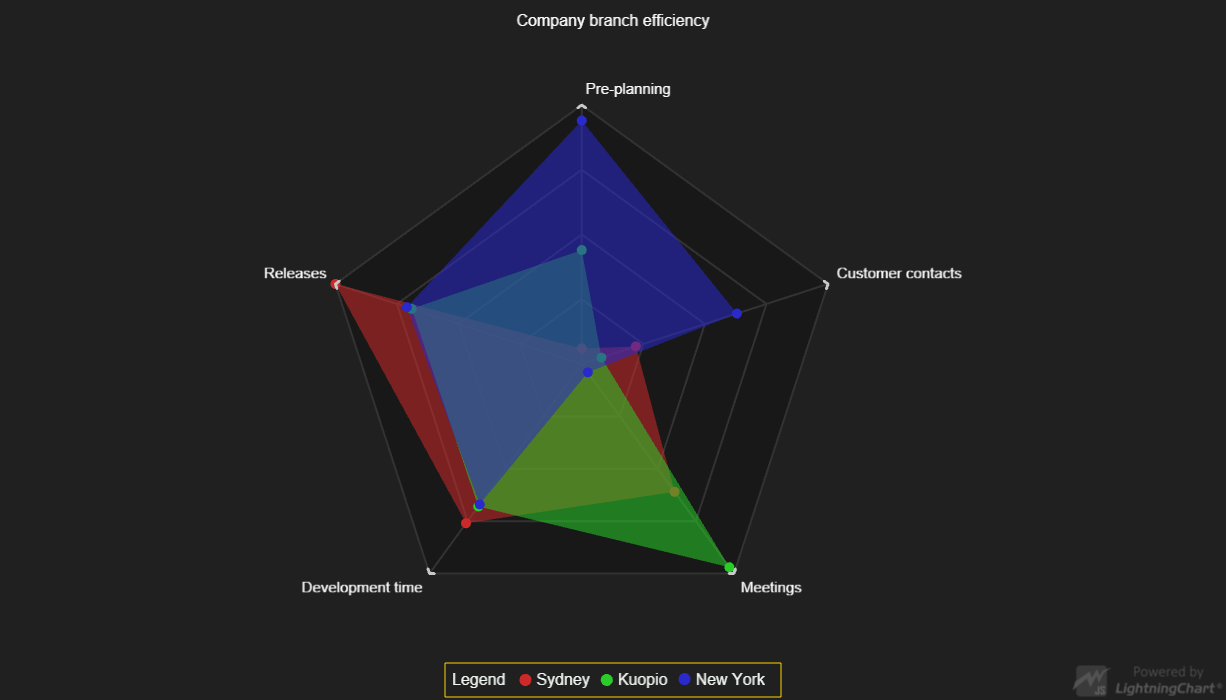 Company branch efficiency
Pre-planning
Releases
Customer contacts
Development time
Meetings
Legend Sydney Kuopio New York
Powered by
JS LightningChart®